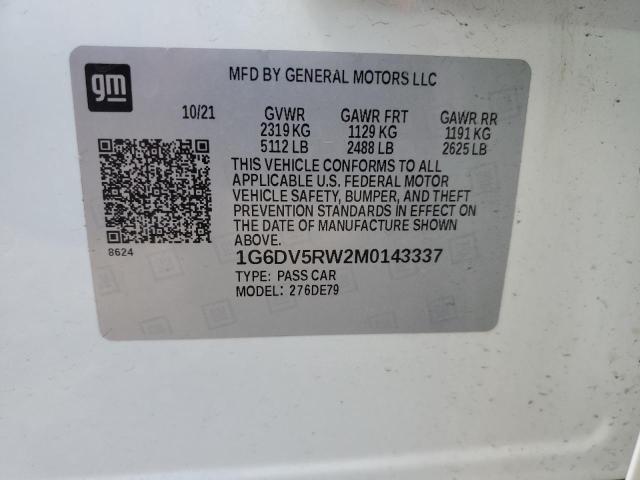 gm
MFD BY GENERAL MOTORS LLC
10/21 GVWR GAWR FRT GAWR RR
2319 KG 1129 KG 1191 KG
5112 LB 2488 LB 2625 LB
THIS VEHICLE CONFORMS TO ALL
APPLICABLE U.S. FEDERAL MOTOR
VEHICLE SAFETY, BUMPER, AND THEFT
PREVENTION STANDARDS IN EFFECT ON
THE DATE OF MANUFACTURE SHOWN
ABOVE.
8624
1G6DV5RW2M0143337
TYPE: PASS CAR
MODEL: 276DE79